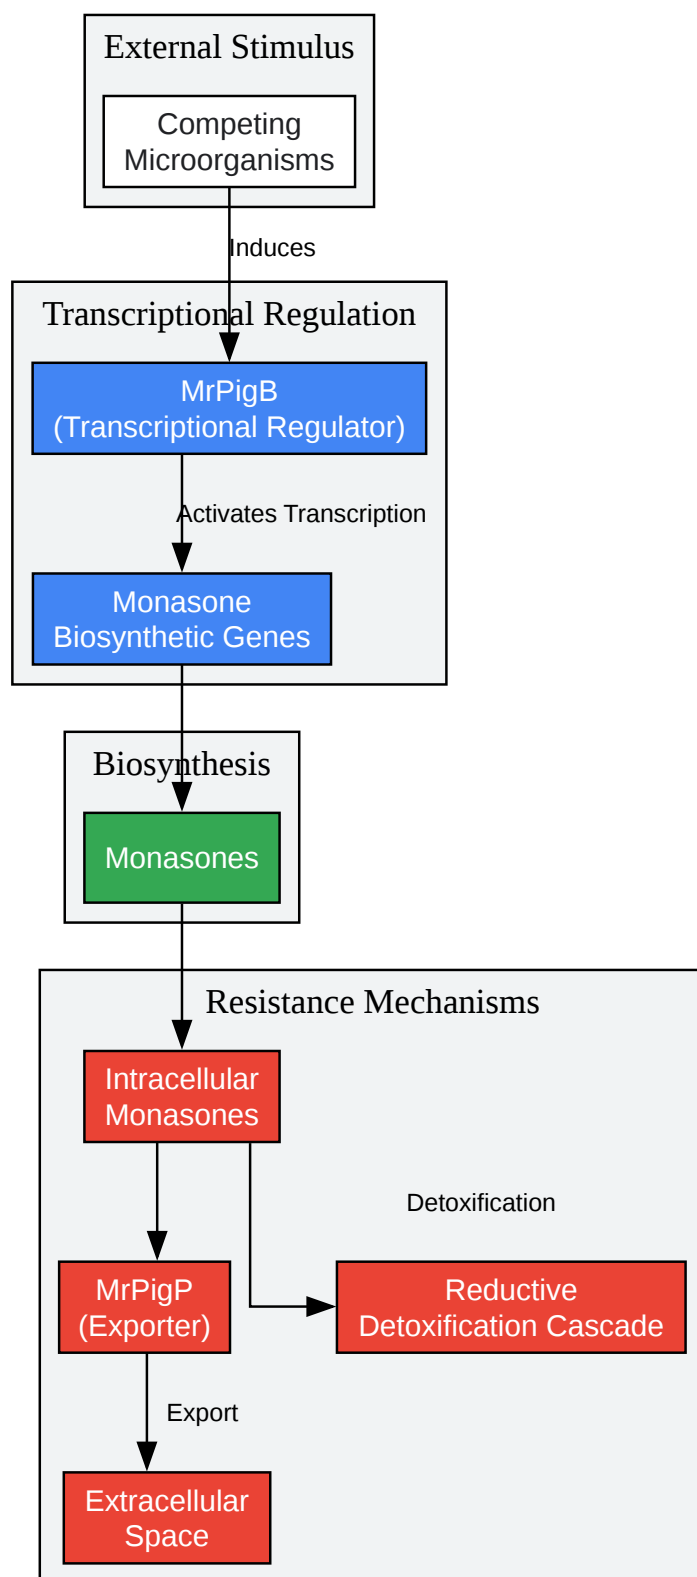 External Stimulus
Competing
Microorganisms
Induces
Transcriptional Regulation
MrPigB
(Transcriptional Regulator)
Activates Transcription
Monasone
Biosynthetic Genes
Biosynthesis
Monasones
Resistance Mechanisms
Intracellular
Monasones
Detoxification
MrPigP
(Exporter)
Reductive
Detoxification Cascade
Export
Extracellular
Space